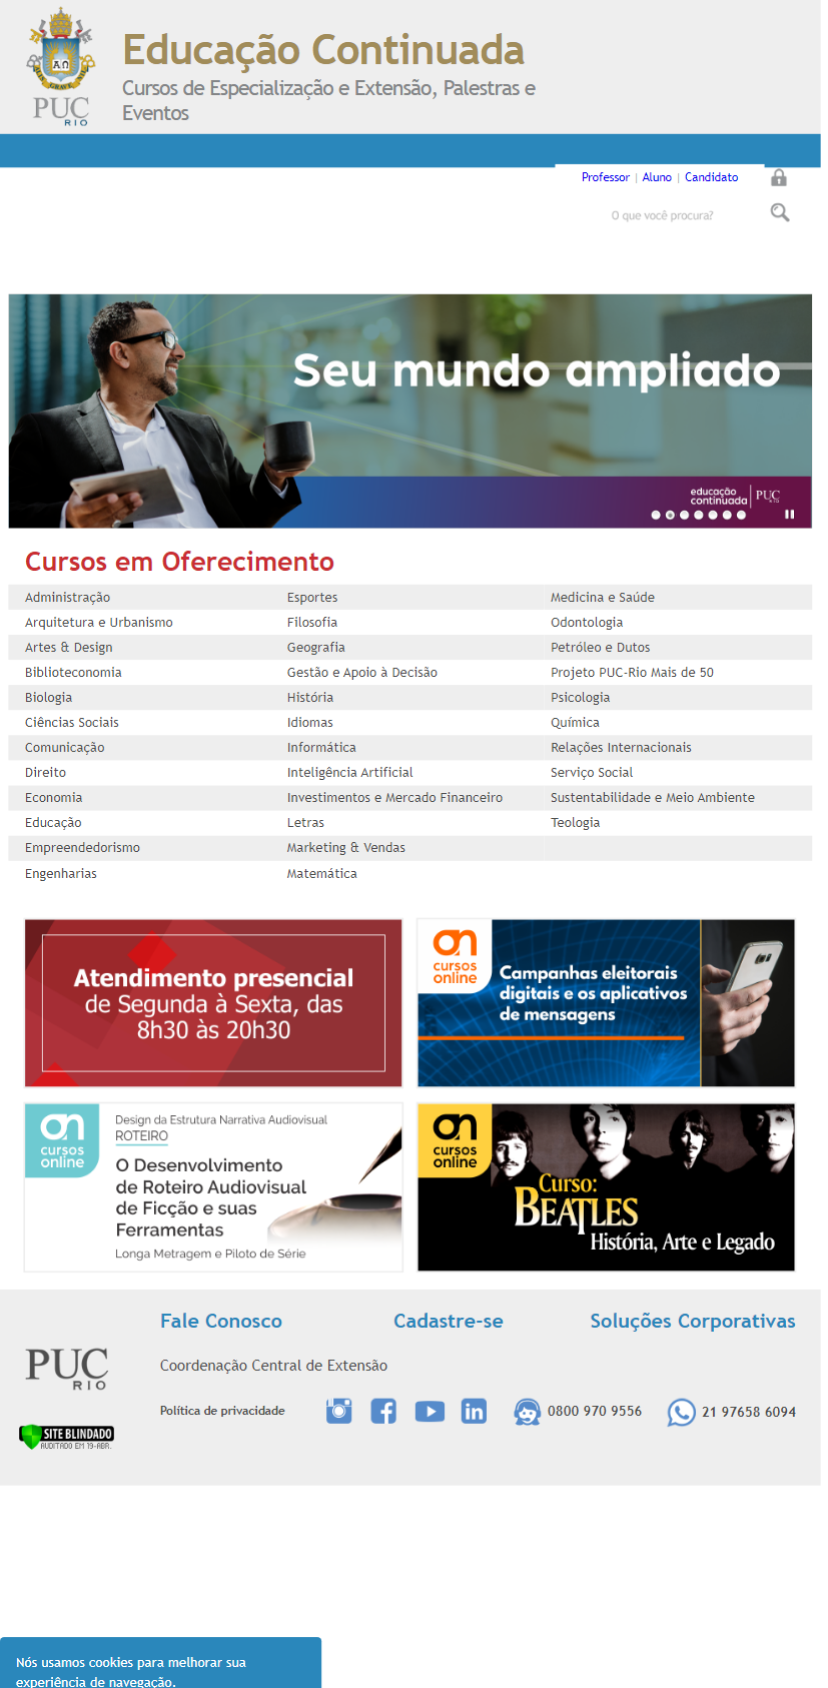 Educação Continuada
Cursos de Especialização e Extensão, Palestras e
Eventos
PUC
RIO
Professor | Aluno | Candidato
O que você procura?
Seu mundo ampliado
educação
continuada
PUC
Cursos em Oferecimento
Administração Esportes Medicina e Saúde
Arquitetura e Urbanismo Filosofia Odontologia
Artes & Design Geografia Petróleo e Dutos
Biblioteconomia Gestão e Apoio à Decisão Projeto PUC-Rio Mais de 50
Biologia História Psicologia
Ciências Sociais Idiomas Química
Comunicação Informática Relações Internacionais
Direito Inteligência Artificial Serviço Social
Economia Investimentos e Mercado Financeiro Sustentabilidade e Meio Ambiente
Educação Letras Teologia
Empreendedorismo Marketing & Vendas
Engenharias Matemática
Atendimento presencial
de Segunda à Sexta, das
8h30 às 20h30
on
cursos
online
Campanhas eleitorais
digitais e os aplicativos
de mensagens
on
cursos
online
Design da Estrutura Narrativa Audiovisual
ROTEIRO
O Desenvolvimento
de Roteiro Audiovisual
de Ficção e suas
Ferramentas
Longa Metragem e Piloto de Série
on
cursos
online
Curso:
BEATLES
História, Arte e Legado
Fale Conosco Cadastre-se Soluções Corporativas
PUC
RIO
Coordenação Central de Extensão
Política de privacidade 0800 970 9556 21 97658 6094
SITE BLINDADO
AUDITADO EM 19-ABR.
Nós usamos cookies para melhorar sua
experiência de navegação.